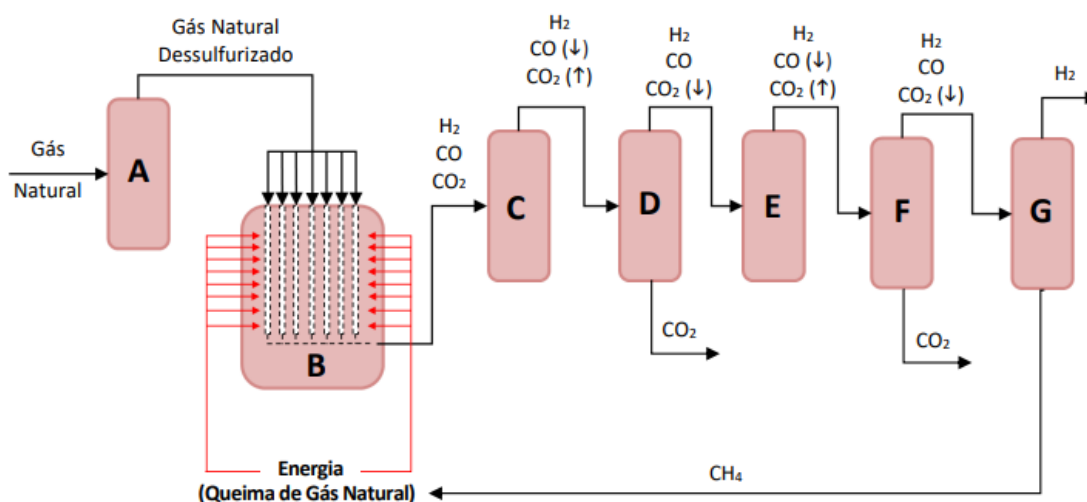 Gás Natural
Dessulfurizado
Gás
Natural
A
B
H₂
CO
CO₂
C
H₂
CO (↓)
CO₂ (↑)
D
H₂
CO
CO₂ (↓)
CO₂
E
H₂
CO (↓)
CO₂ (↑)
F
H₂
CO
CO₂ (↓)
CO₂
G
H₂
CH₄
Energia
(Queima de Gás Natural)